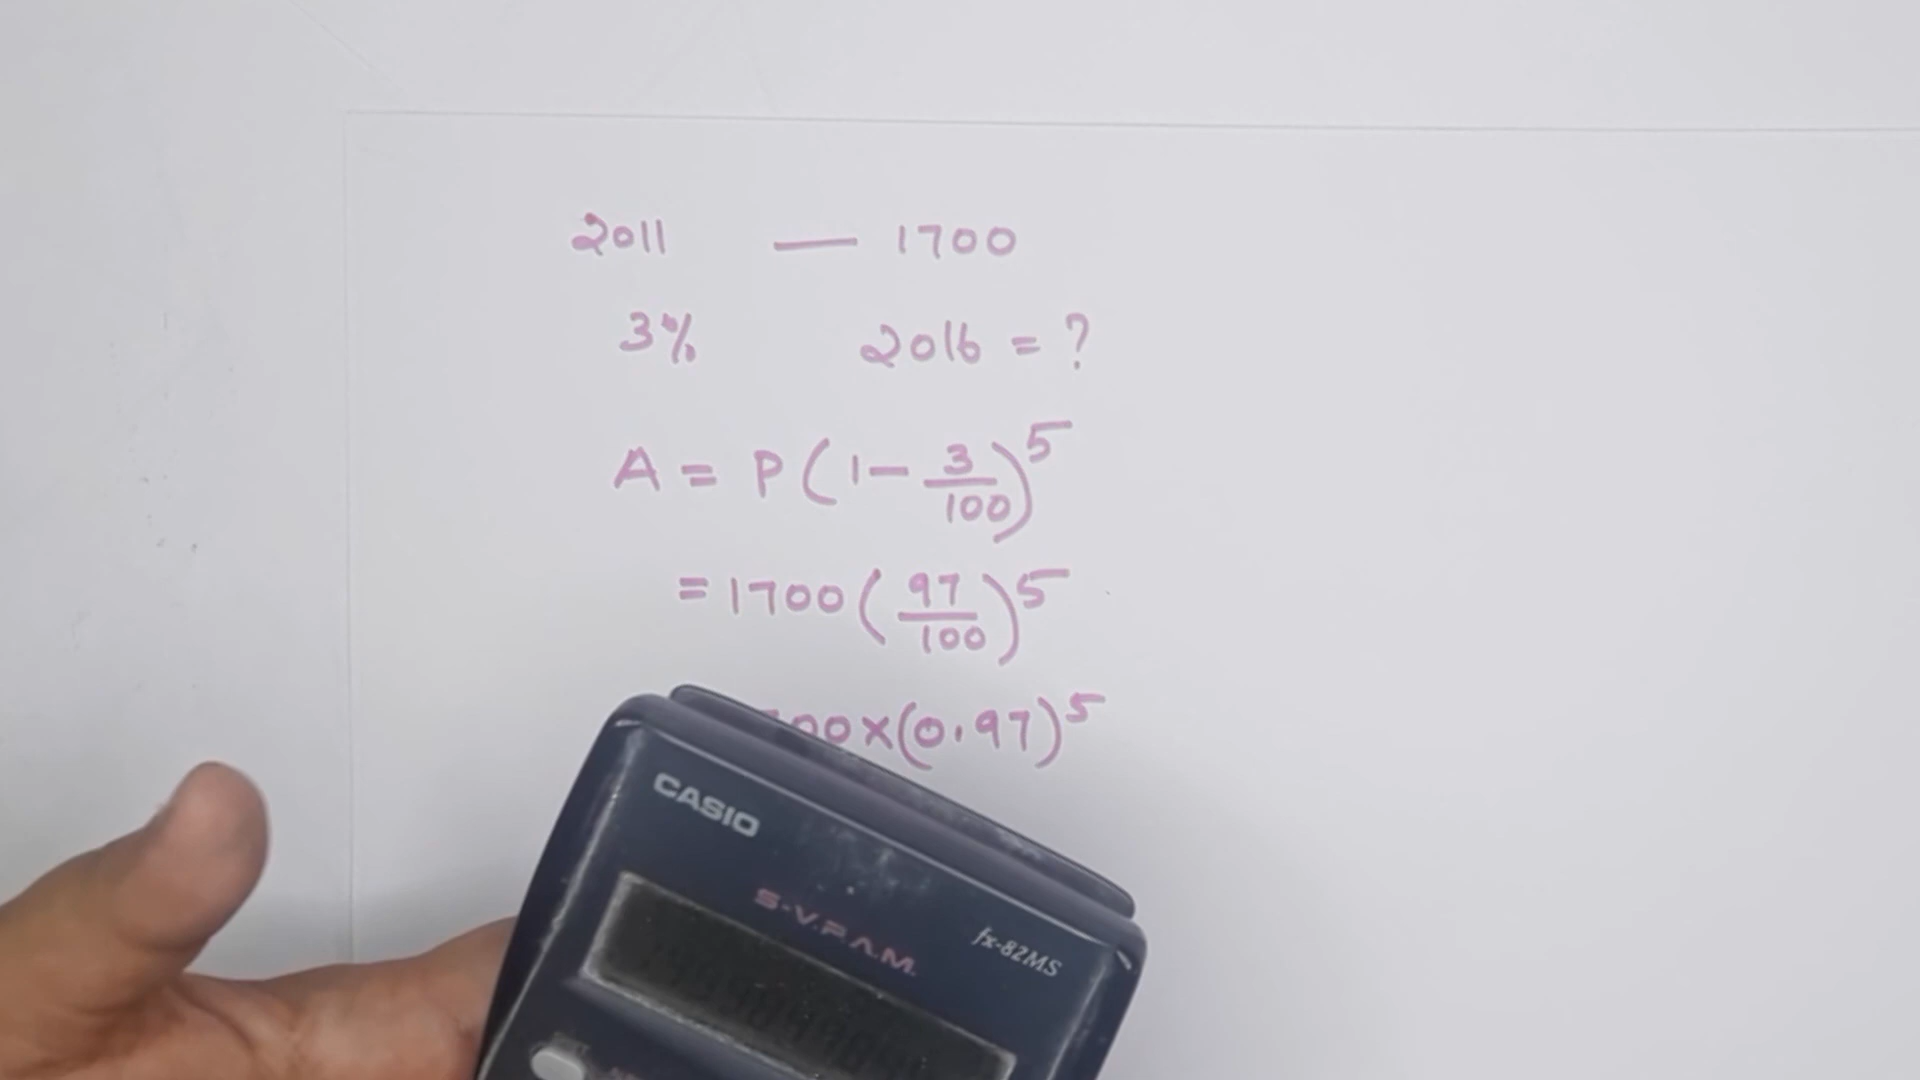 2011 — 1700
3% 2016 = ?
A = P(1 - 3/100)^5
= 1700(97/100)^5
00×(0.97)^5
CASIO
S-V.P.A.M.
fx-82MS